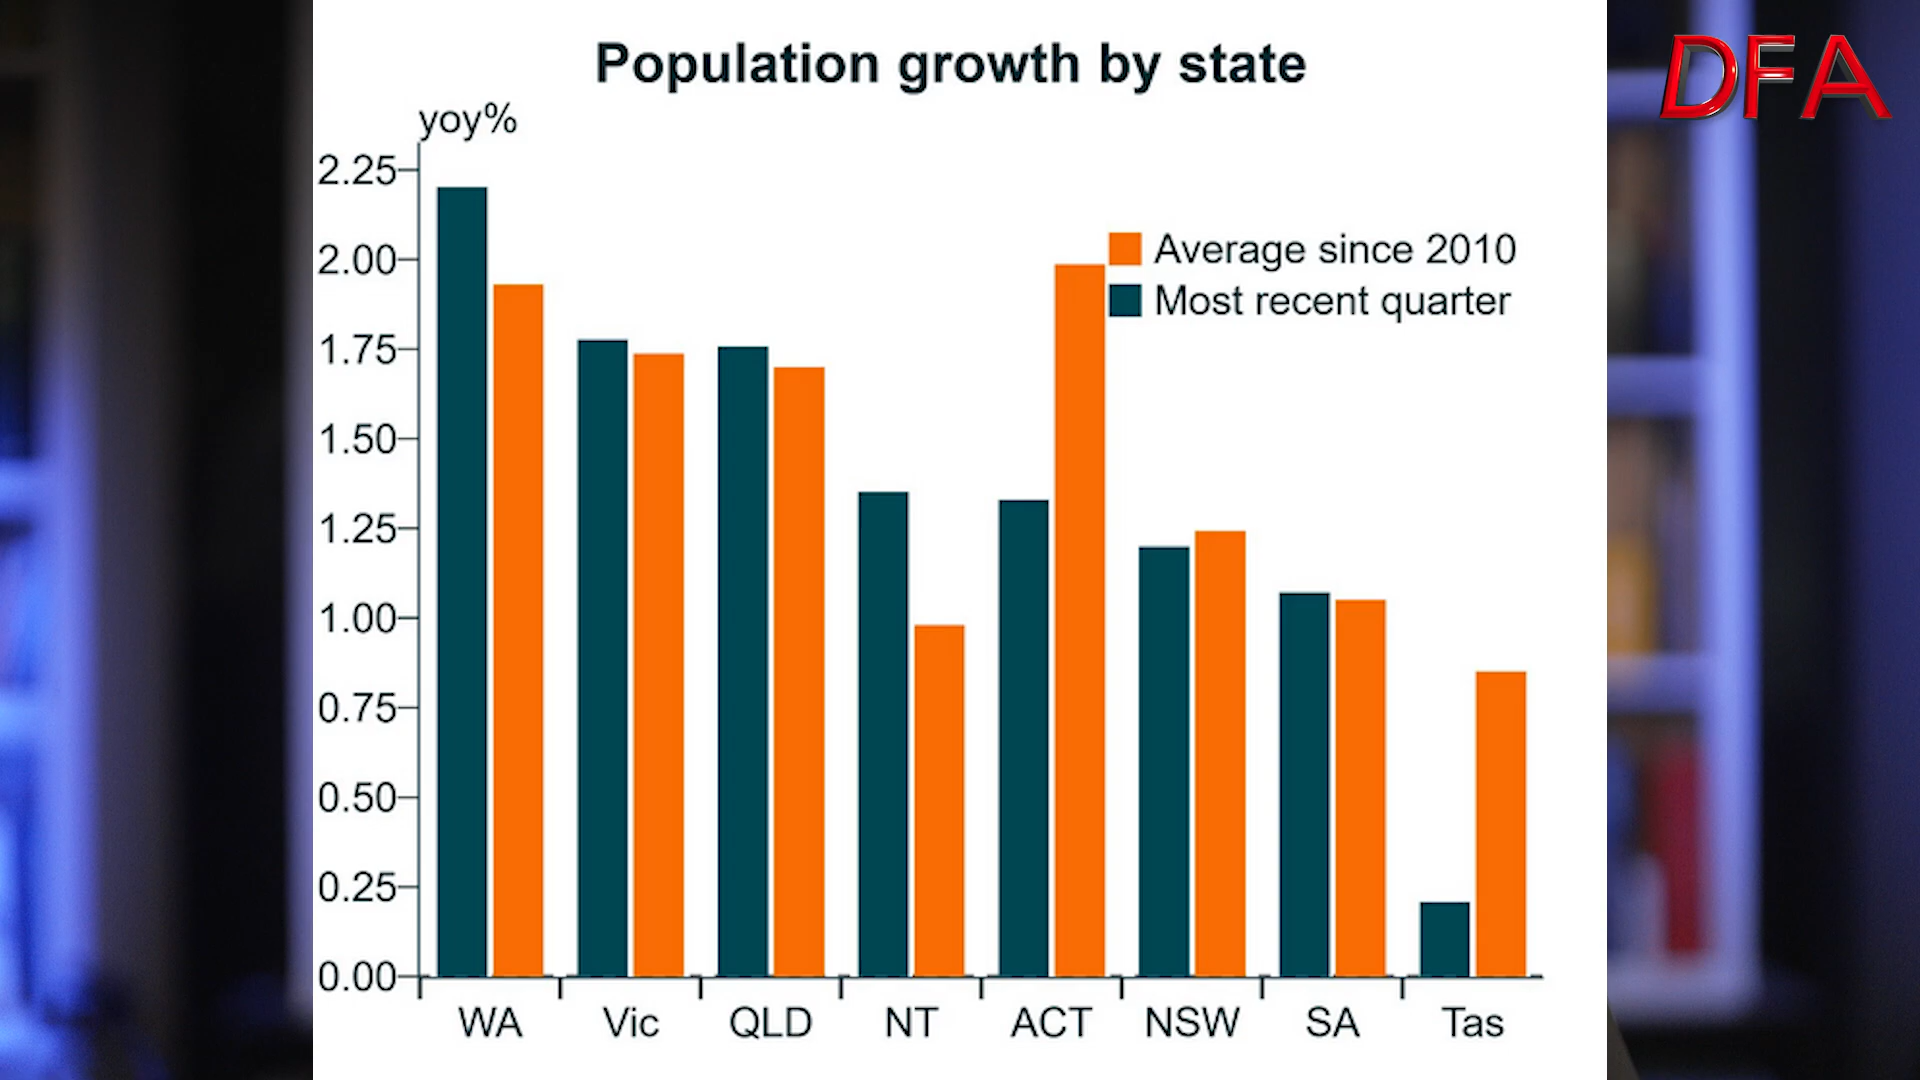 Population growth by state
DFA
yoy%
2.25
2.00
1.75
1.50
1.25
1.00
0.75
0.50
0.25
0.00
Average since 2010
Most recent quarter
WA Vic QLD NT ACT NSW SA Tas